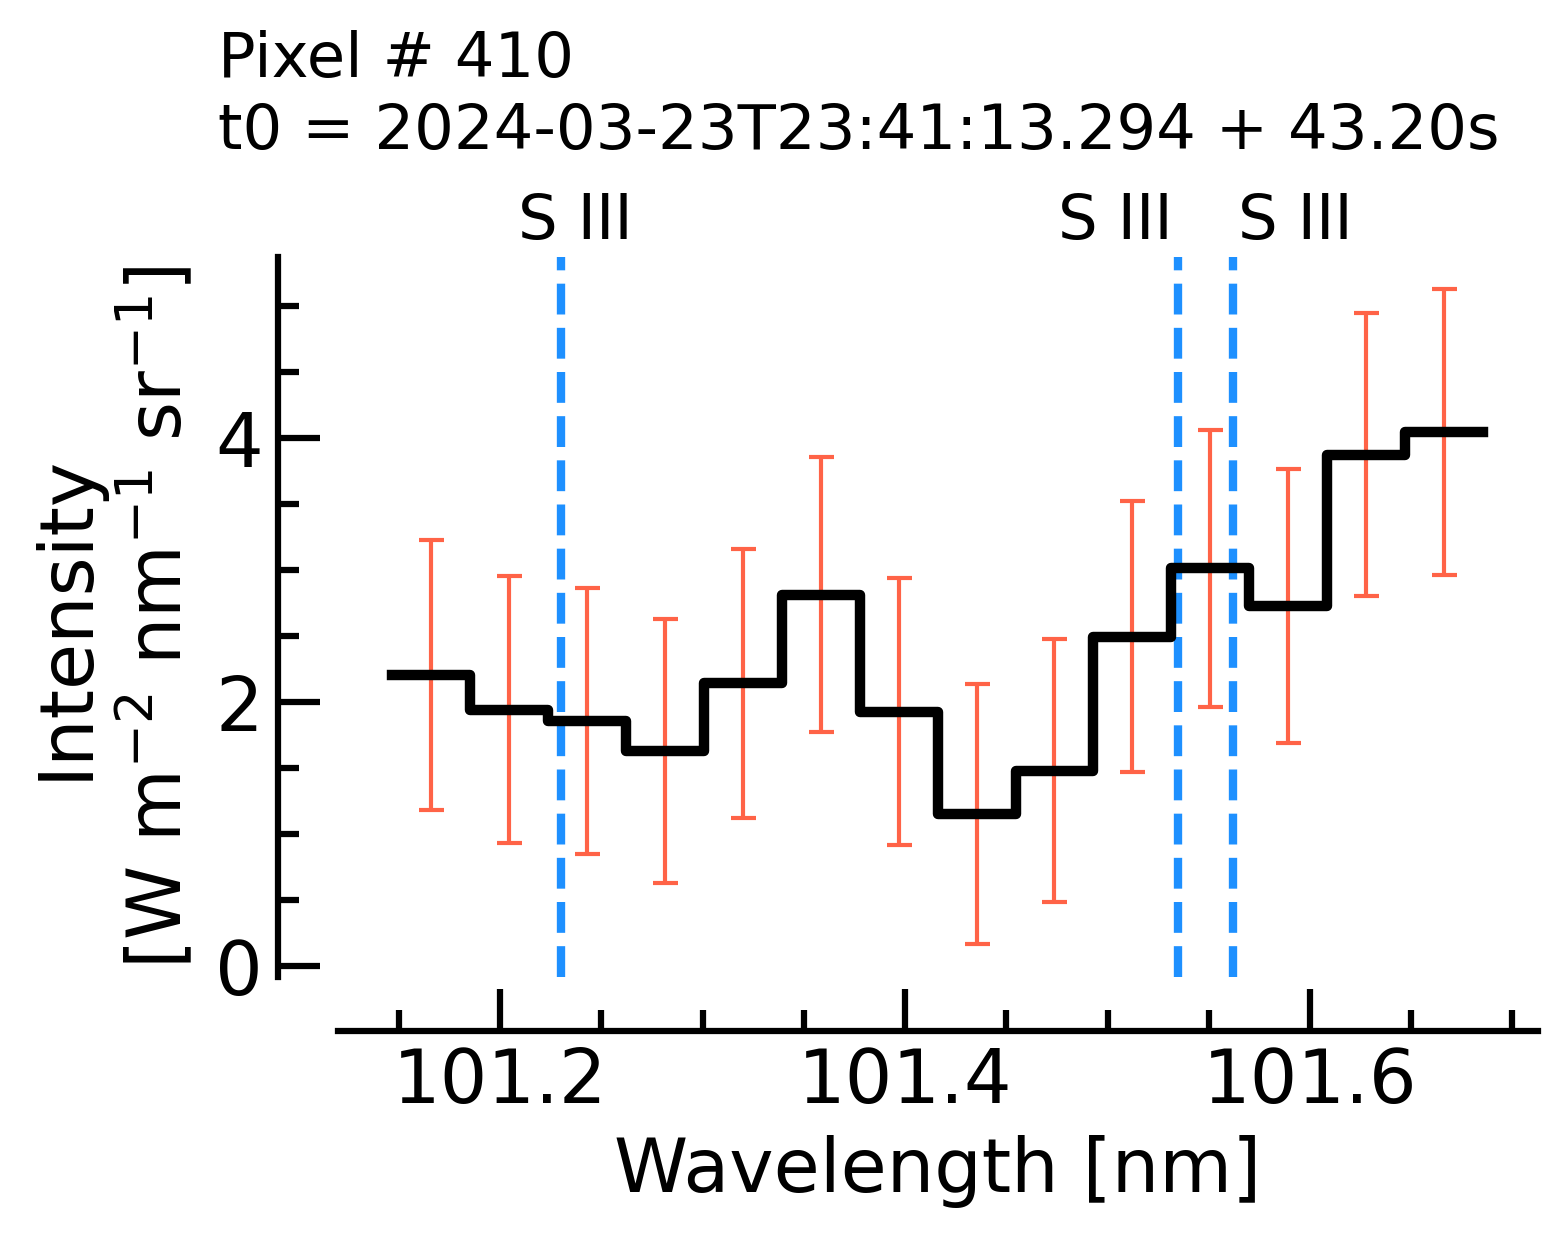 Pixel # 410
t0 = 2024-03-23T23:41:13.294 + 43.20s
S III S III S III
Intensity
[W m⁻² nm⁻¹ sr⁻¹]
4
2
0
101.2 101.4 101.6
Wavelength [nm]